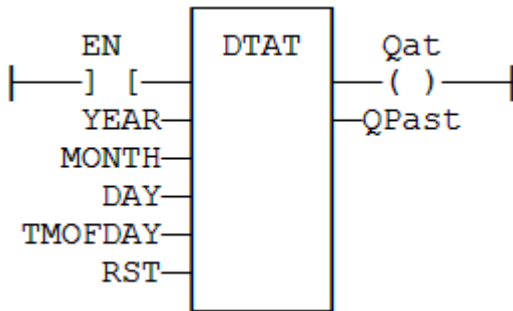 EN DTAT Qat
] [ ( )
YEAR QPast
MONTH
DAY
TMOFDAY
RST